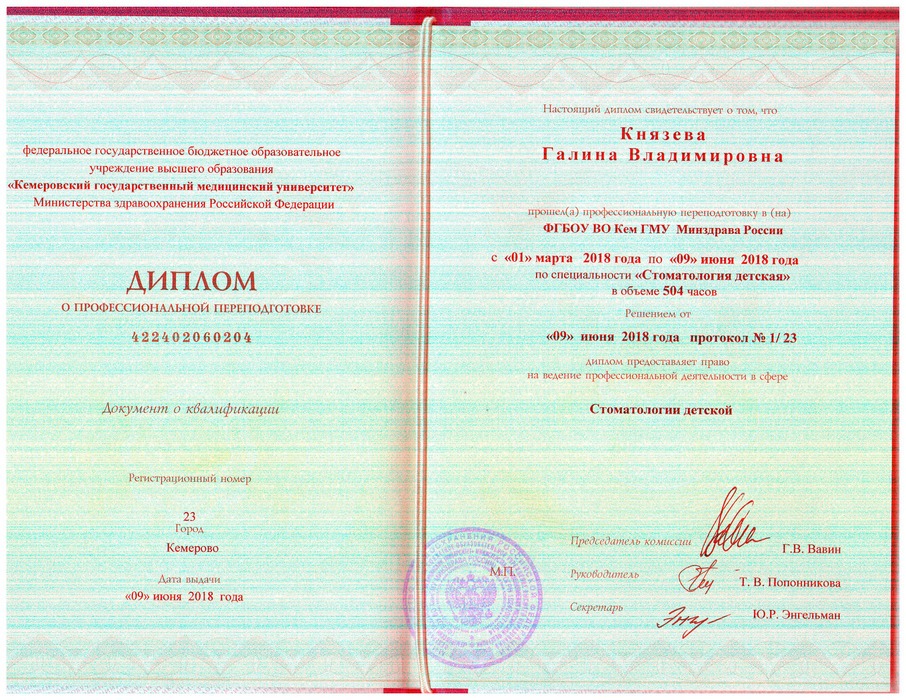 федеральное государственное бюджетное образовательное
учреждение высшего образования
«Кемеровский государственный медицинский университет»
Министерства здравоохранения Российской Федерации
ДИПЛОМ
О ПРОФЕССИОНАЛЬНОЙ ПЕРЕПОДГОТОВКЕ
422402060204
Документ о квалификации
Регистрационный номер
23
Город
Кемерово
Дата выдачи
«09» июня 2018 года
Настоящий диплом свидетельствует о том, что
Князева
Галина Владимировна
прошел(а) профессиональную переподготовку в (на)
ФГБОУ ВО Кем ГМУ Минздрава России
с «01» марта 2018 года по «09» июня 2018 года
по специальности «Стоматология детская»
в объеме 504 часов
Решением от
«09» июня 2018 года протокол № 1/ 23
диплом предоставляет право
на ведение профессиональной деятельности в сфере
Стоматологии детской
Председатель комиссии Г.В. Вавин
М.П.
Руководитель Т. В. Попонникова
Секретарь Ю.Р. Энгельман